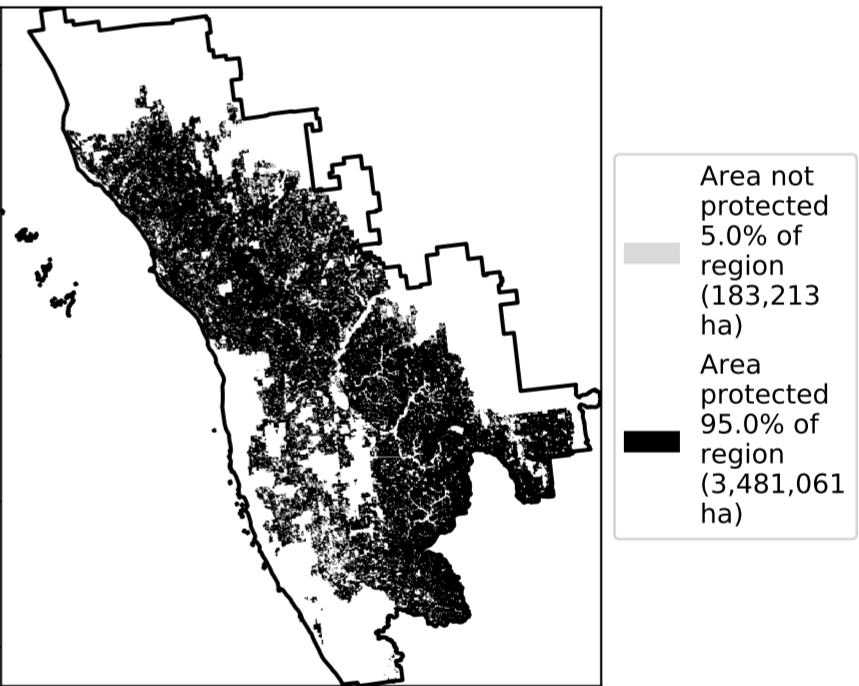 Area not
protected
5.0% of
region
(183,213
ha)
Area
protected
95.0% of
region
(3,481,061
ha)